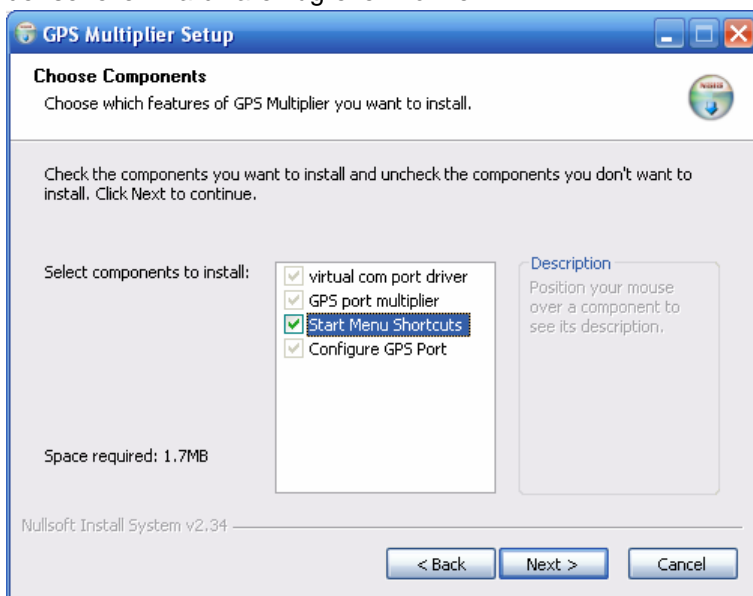 GPS Multiplier Setup
Choose Components
Choose which features of GPS Multiplier you want to install.
Check the components you want to install and uncheck the components you don't want to
install. Click Next to continue.
Select components to install:
virtual com port driver
GPS port multiplier
Start Menu Shortcuts
Configure GPS Port
Description
Position your mouse
over a component to
see its description.
Space required: 1.7MB
Nullsoft Install System v2.34
< Back
Next >
Cancel